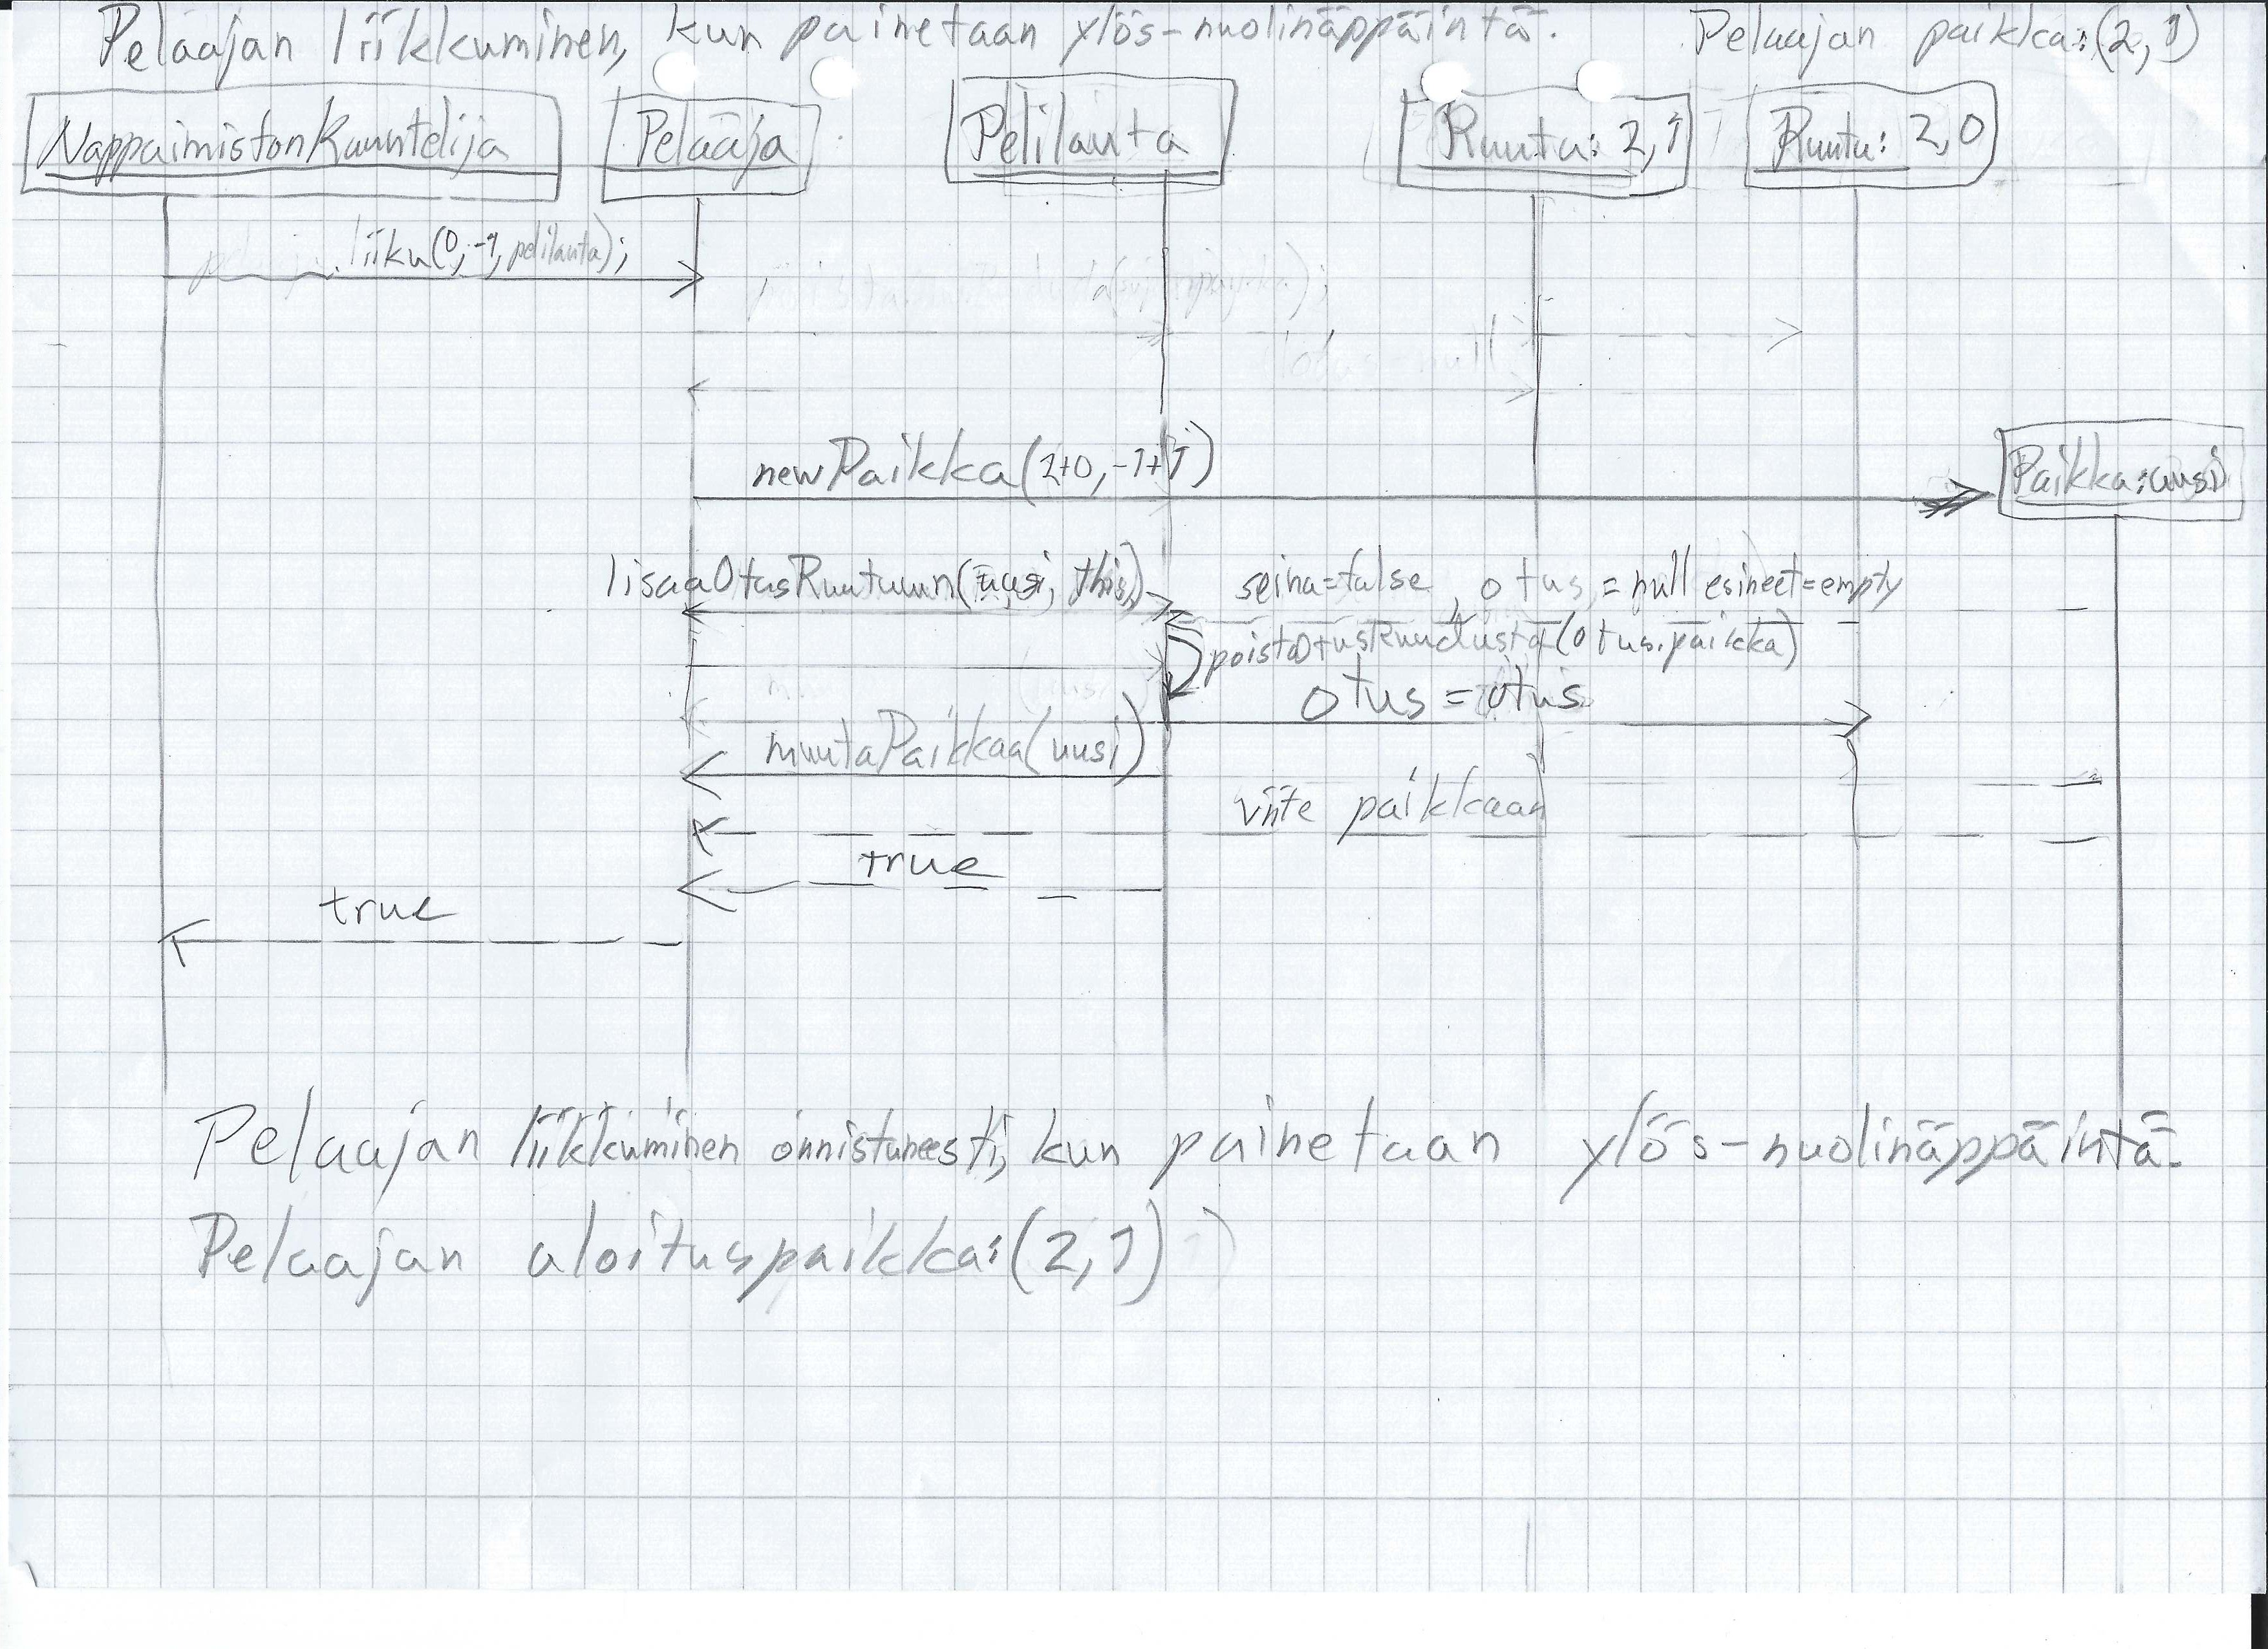 Pelaajan liikkuminen, kun painetaan ylös-nuolinäppäintä. Pelaajan paikka:(2,1)
NappaimistonKuuntelija Pelaaja Pelilauta Ruutu: 2,1 Ruutu: 2,0
liiku(0,-1,pelilauta);
newPaikka(2+0,-1+1)
Paikka:uusi
lisaaOtusRuutuun(uusi, this) seina=false, otus=null esineet=empty
poistaOtusRuudusta(otus.paikka)
otus=otus
muutaPaikkaa(uusi)
viite paikkaan
true
true
Pelaajan liikkuminen onnistuneesti, kun painetaan ylös-nuolinäppäintä.
Pelaajan aloituspaikka:(2,1)